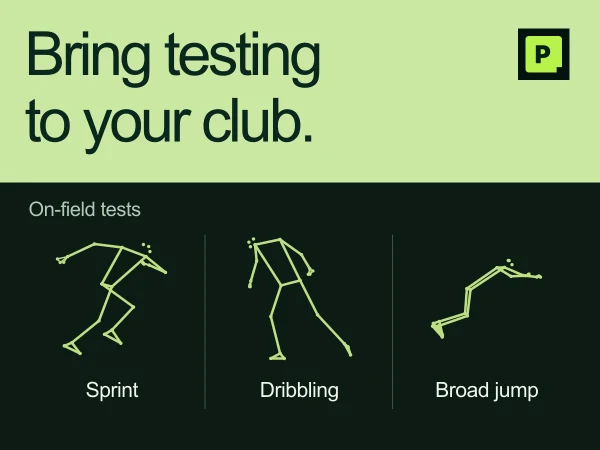 Bring testing
to your club.
P
On-field tests
Sprint
Dribbling
Broad jump